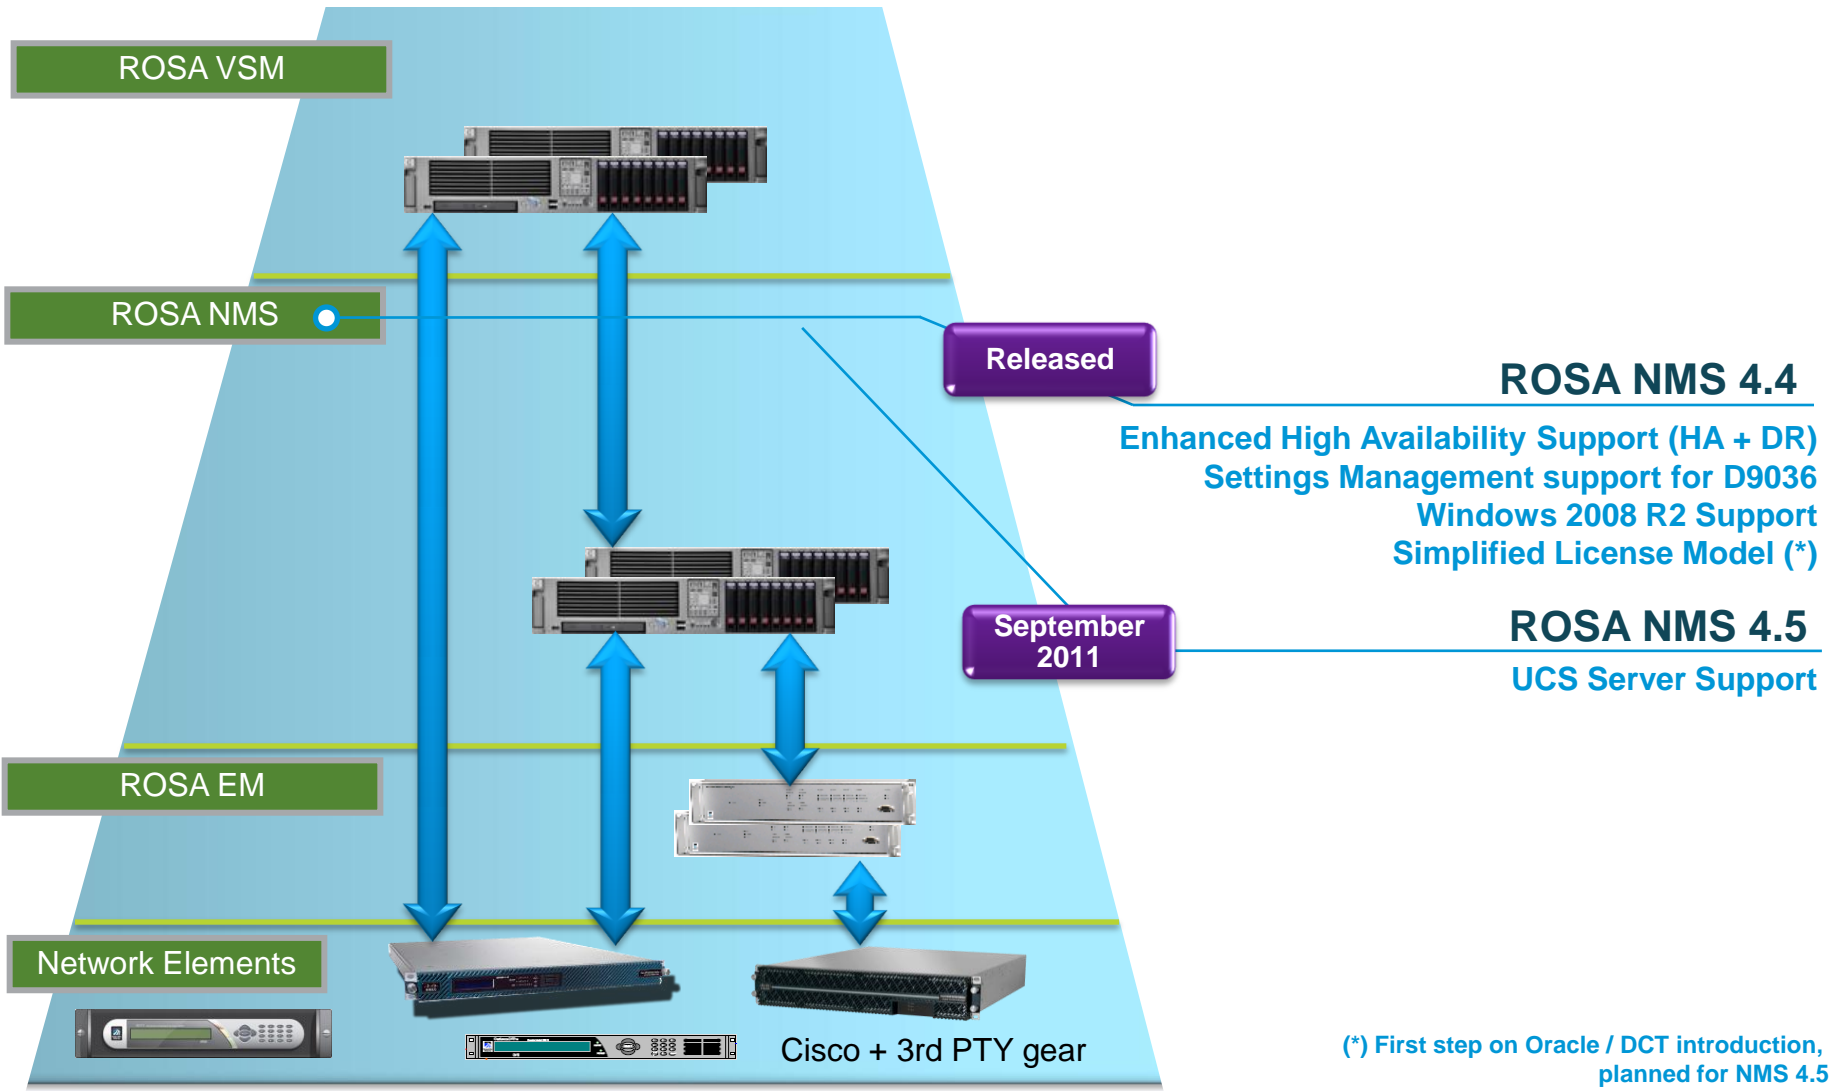 ROSA VSM
ROSA NMS
Released
ROSA NMS 4.4
Enhanced High Availability Support (HA + DR)
Settings Management support for D9036
Windows 2008 R2 Support
Simplified License Model (*)
September
2011
ROSA NMS 4.5
UCS Server Support
ROSA EM
Network Elements
Cisco + 3rd PTY gear
(*) First step on Oracle / DCT introduction,
planned for NMS 4.5